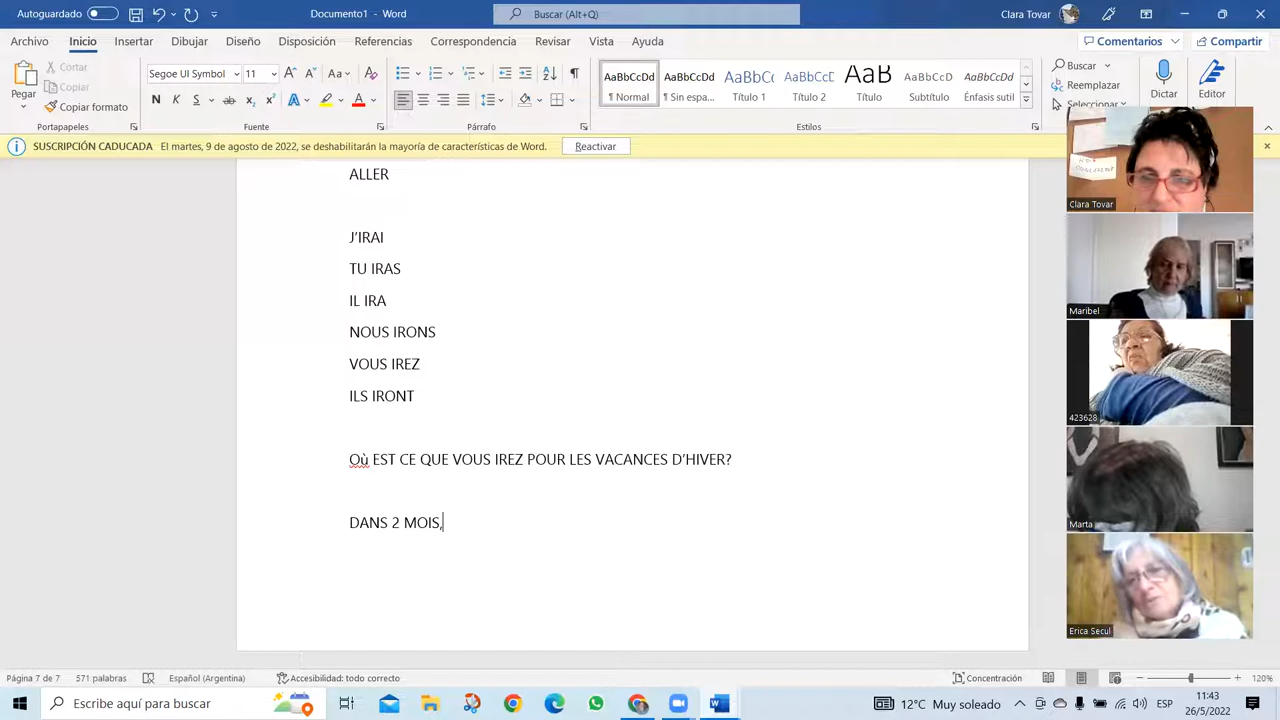 Autoguardado
Documento1 - Word
Buscar (Alt+Q)
Clara Tovar
Archivo Inicio Insertar Dibujar Diseño Disposición Referencias Correspondencia Revisar Vista Ayuda
Comentarios Compartir
Pegar
Cortar
Copiar
Copiar formato
Portapapeles
Segoe UI Symbol 11
N K S ab x₂ x²
Fuente
Párrafo
AaBbCcDd AaBbCcDd AaBbCc AaBbCcD AaB AaBbCcDd AaBbCcDd
¶ Normal ¶ Sin espa... Título 1 Título 2 Título Subtítulo Énfasis sutil
Estilos
Buscar
Reemplazar
Seleccionar
Dictar
Editor
SUSCRIPCIÓN CADUCADA El martes, 9 de agosto de 2022, se deshabilitarán la mayoría de características de Word. Reactivar
ALLER
J’IRAI
TU IRAS
IL IRA
NOUS IRONS
VOUS IREZ
ILS IRONT
Où EST CE QUE VOUS IREZ POUR LES VACANCES D’HIVER?
DANS 2 MOIS,
Clara Tovar
Maribel
423628
Marta
Erica Secul
Página 7 de 7 571 palabras Español (Argentina) Accesibilidad: todo correcto
Concentración
120%
Escribe aquí para buscar
12°C Muy soleado
ESP
11:43
26/5/2022